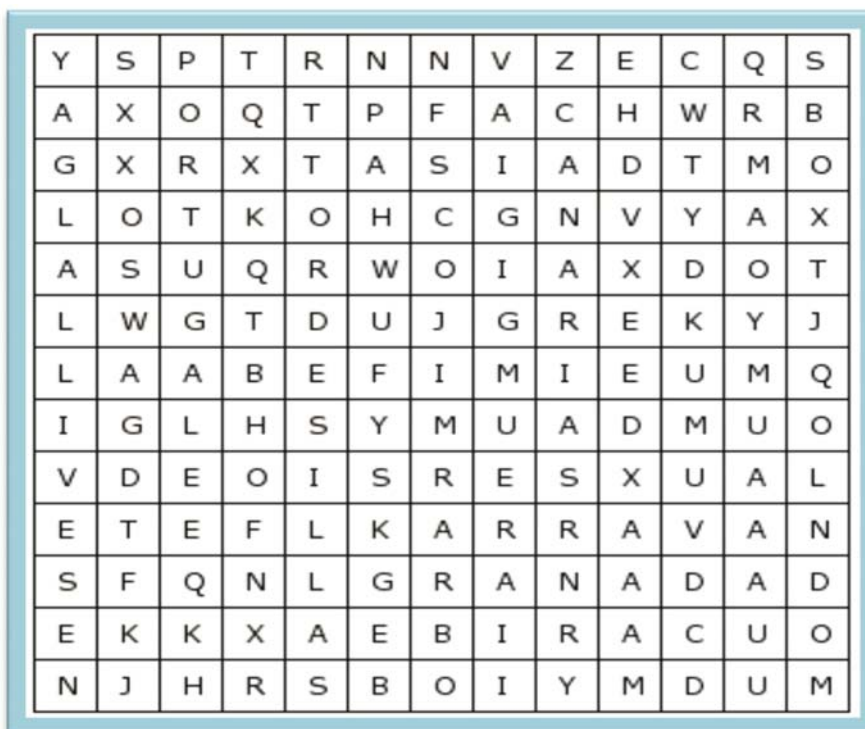 Y S P T R N N V Z E C Q S
A X O Q T P F A C H W R B
G X R X T A S I A D T M O
L O T K O H C G N V Y A X
A S U Q R W O I A X D O T
L W G T D U J G R E K Y J
L A A B E F I M I E U M Q
I G L H S Y M U A D M U O
V D E O I S R E S X U A L
E T E F L K A R R A V A N
S F Q N L G R A N A D A D
E K K X A E B I R A C U O
N J H R S B O I Y M D U M